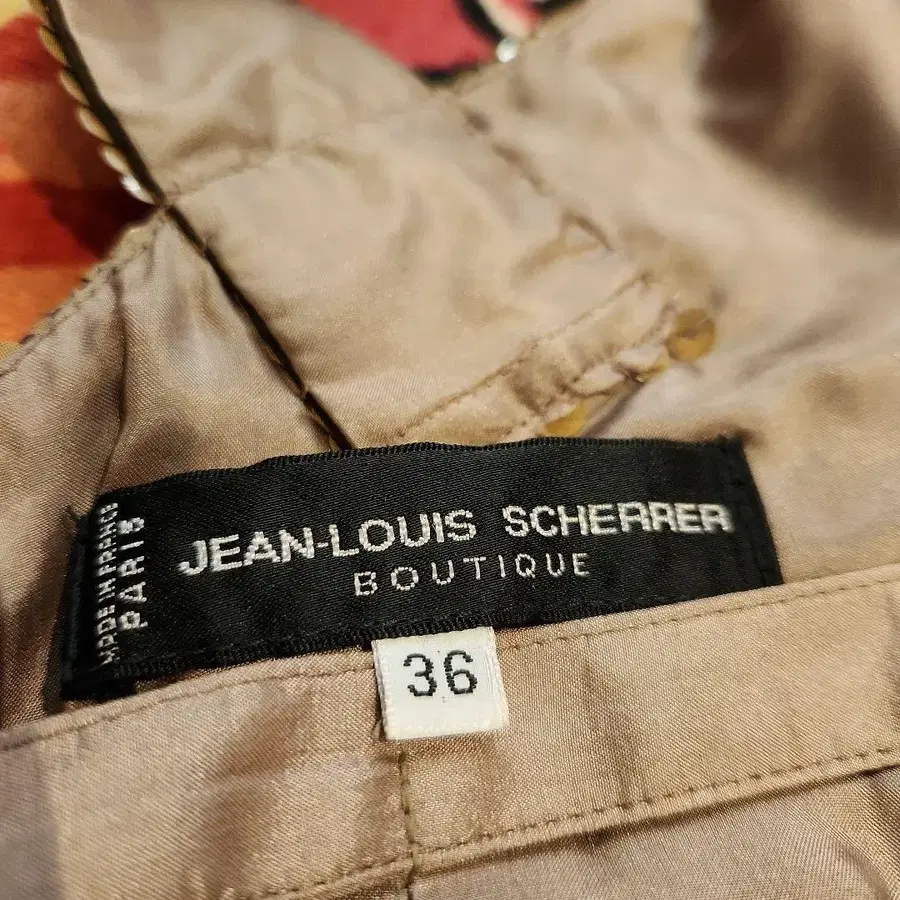 JEAN-LOUIS SCHERRER
BOUTIQUE
MADE IN FRANCE
PARIS
36